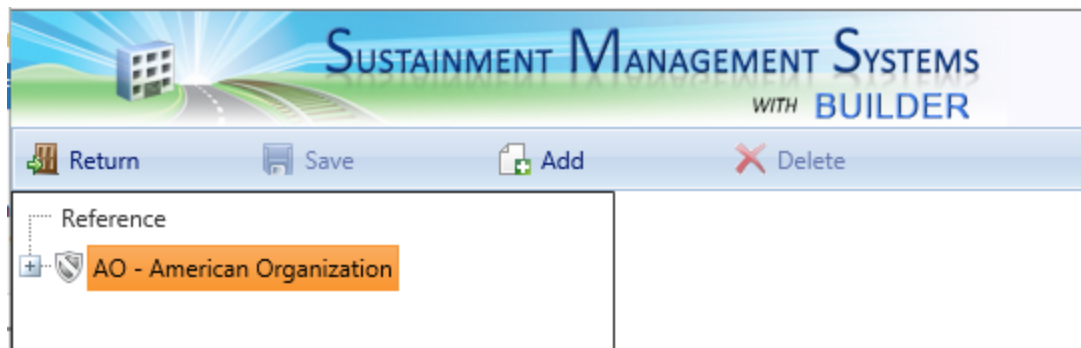 SUSTAINMENT MANAGEMENT SYSTEMS
WITH BUILDER
Return Save Add Delete
Reference
AO - American Organization